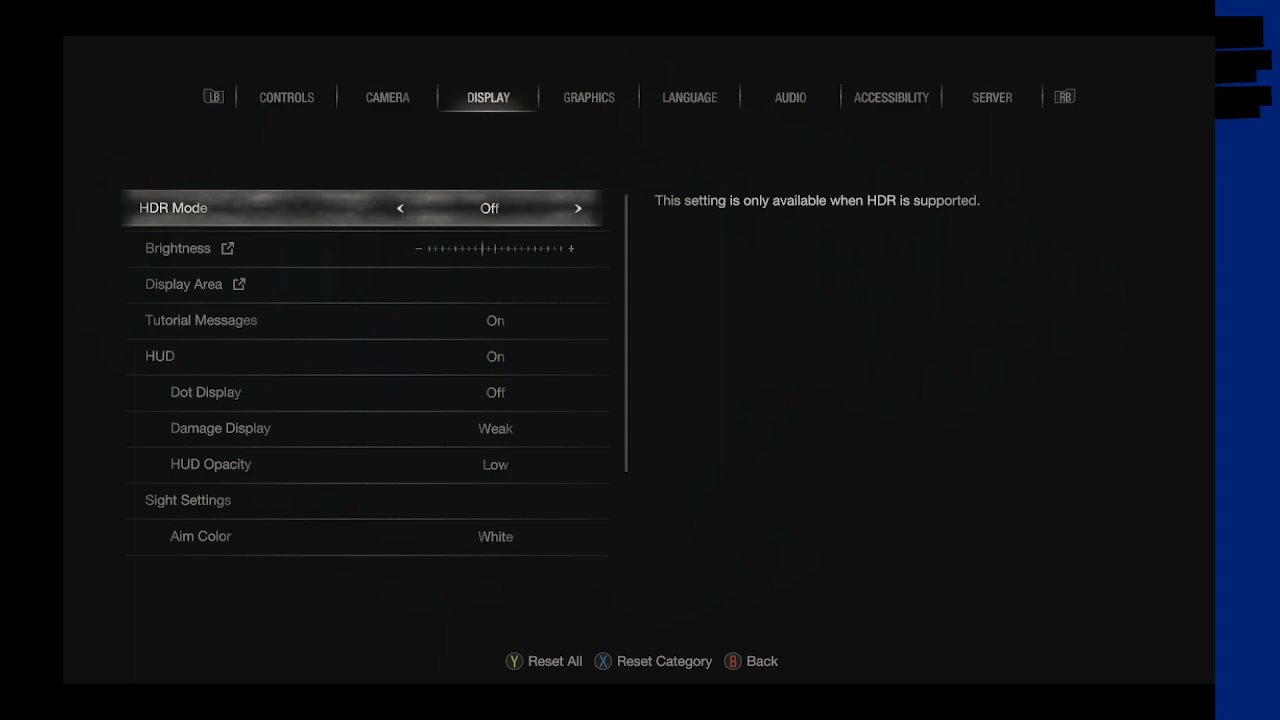 LB CONTROLS CAMERA DISPLAY GRAPHICS LANGUAGE AUDIO ACCESSIBILITY SERVER RB
HDR Mode Off
This setting is only available when HDR is supported.
Brightness
Display Area
Tutorial Messages On
HUD On
Dot Display Off
Damage Display Weak
HUD Opacity Low
Sight Settings
Aim Color White
Y Reset All X Reset Category B Back